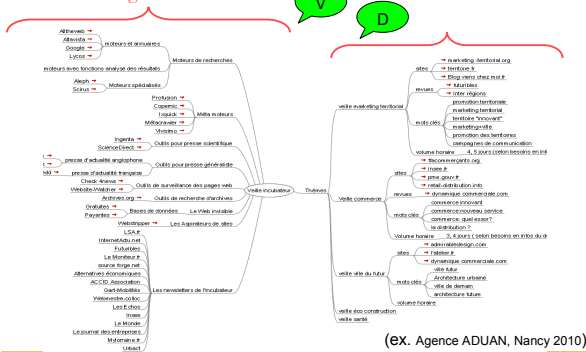 V
D
Alltheweb
Altavista
Google
Lycos
moteurs et annuaires
moteurs avec fonctions analyse des résultats
Aleph
Scirus
Moteurs spécialisés
Moteurs de recherches
Profusion
Copernic
Ixquick
Métacrawler
Vivisimo
Méta moteurs
Ingenta
ScienceDirect
Outils pour presse scientifique
presse d'actualité anglophone
presse d'actualité française
Outils pour presse généraliste
Check 4news
Website-Watcher
Outils de surveillance des pages web
Archives.org
Outils de recherche d'archives
Gratuites
Payantes
Bases de données
Le Web invisible
Webstripper
Les Aspirateurs de sites
L.S.A.fr
InternetAdu.net
Futuribles
Le Moniteur.fr
source forge.net
Alternatives économiques
ACCID Association
Gart-Mobilités
Webmestre-colloc
Les Echos
Insee
Le Monde
Le journal des entreprises
Mylorraine.fr
Urbact
Les newsletters de l'incubateur
Veille incubateur
Thèmes
veille marketing territorial
sites
marketing -territorial.org
territoire.fr
Blog viens chez moi.fr
revues
futuribles
Inter régions
mots clés
promotion territoriale
marketing territorial
territoire "innovant"
marketing+ville
promotion des territoires
campagnes de communication
volume horaire
4, 5 jours (selon besoins en inf
Veille commerce
sites
ttacommercants.org
insee.fr
pme.gouv.fr
retail-distribution.info
revues
dynamique commerciale.com
mots clés
commerce innovant
commerce nouveau service
commerce: quel essor?
la distribution ?
Volume horaire
3, 4 jours ( selon besoins en infos du d
veille ville du futur
sites
admirabledesign.com
l'atelier.fr
dynamique commerciale.com
mots clés
ville futur
Architecture urbaine
ville de demain
architecture future
volume horaire
veille éco construction
veille santé
(ex. Agence ADUAN, Nancy 2010)